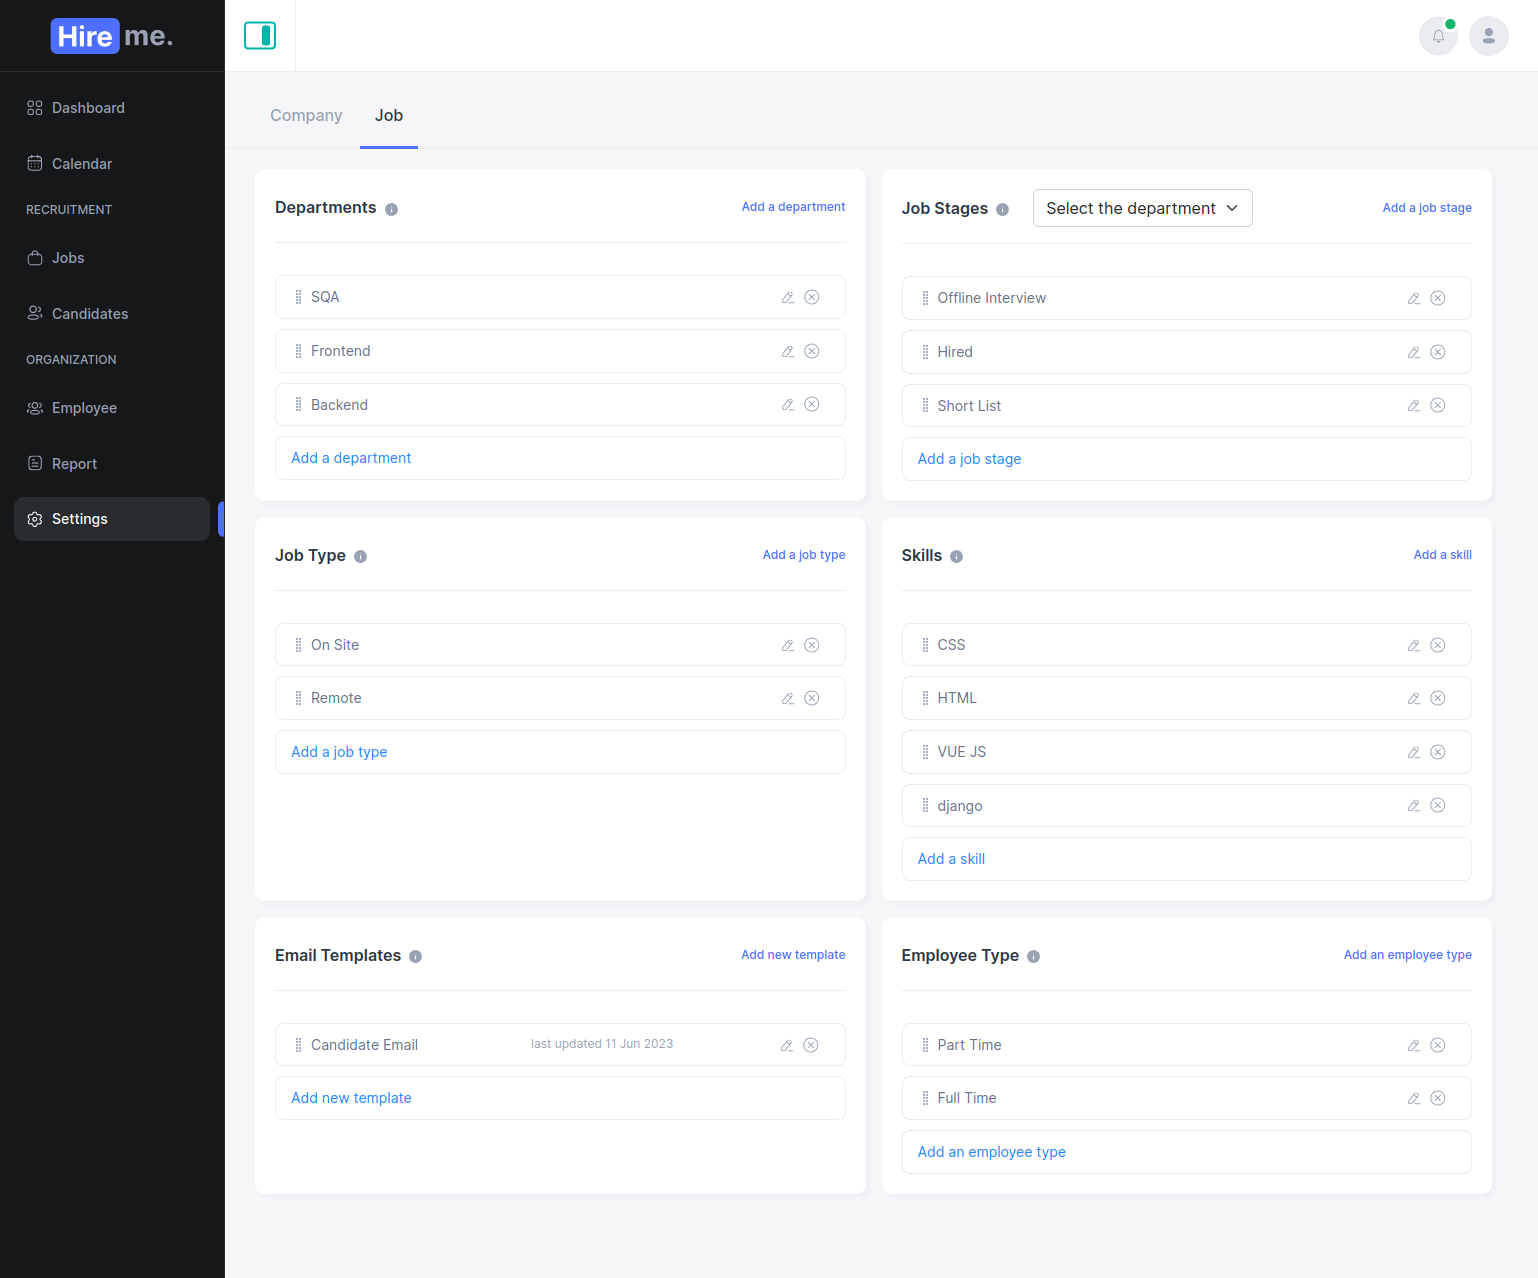 Hire me.
Dashboard
Calendar
RECRUITMENT
Jobs
Candidates
ORGANIZATION
Employee
Report
Settings
Company Job
Departments Add a department
SQA
Frontend
Backend
Add a department
Job Stages Select the department Add a job stage
Offline Interview
Hired
Short List
Add a job stage
Job Type Add a job type
On Site
Remote
Add a job type
Skills Add a skill
CSS
HTML
VUE JS
django
Add a skill
Email Templates Add new template
Candidate Email last updated 11 Jun 2023
Add new template
Employee Type Add an employee type
Part Time
Full Time
Add an employee type